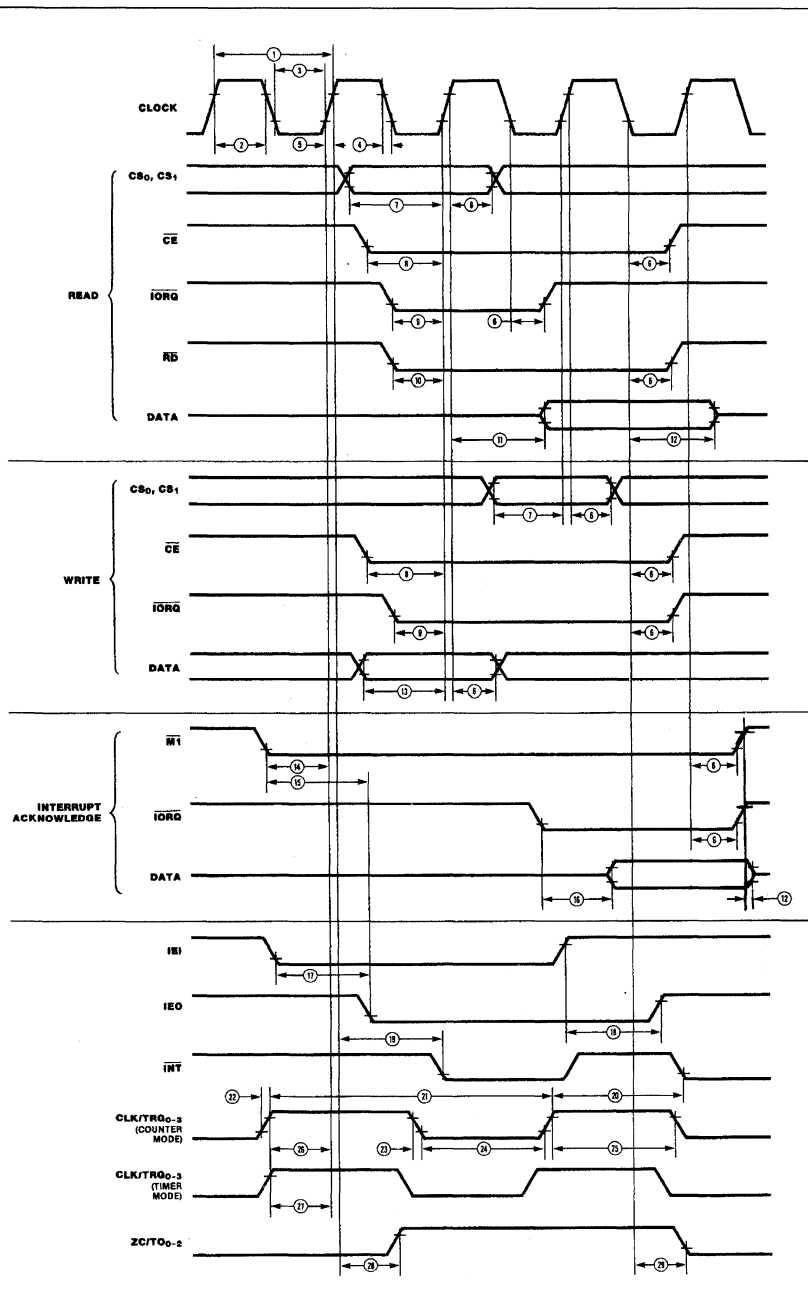 1
3
CLOCK
2
5
4
CS0, CS1
7
6
CE
8
6
READ
IORQ
9
6
RD
10
6
DATA
11
12
CS0, CS1
7
6
CE
8
6
WRITE
IORQ
9
6
DATA
13
6
M1
14
6
15
INTERRUPT
ACKNOWLEDGE
IORQ
6
DATA
16
12
IEI
17
IEO
19
18
INT
22
21
20
CLK/TRG0-3
(COUNTER
MODE)
26
23
24
25
CLK/TRG0-3
(TIMER
MODE)
27
ZC/TO0-2
28
29